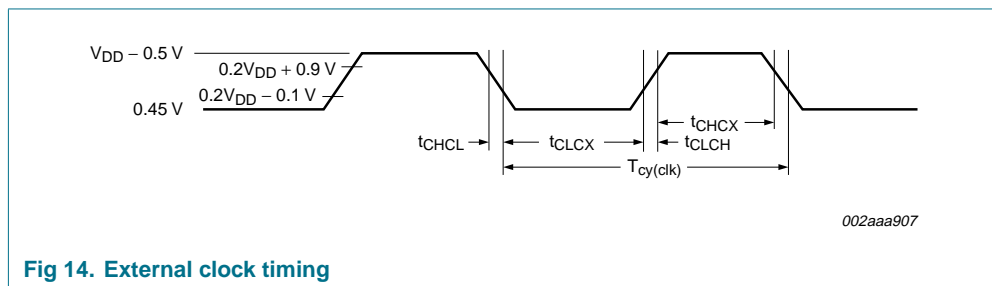 VDD − 0.5 V
0.2VDD + 0.9 V
0.2VDD − 0.1 V
0.45 V
tCHCX
tCHCL
tCLCX
tCLCH
Tcy(clk)
002aaa907
Fig 14. External clock timing